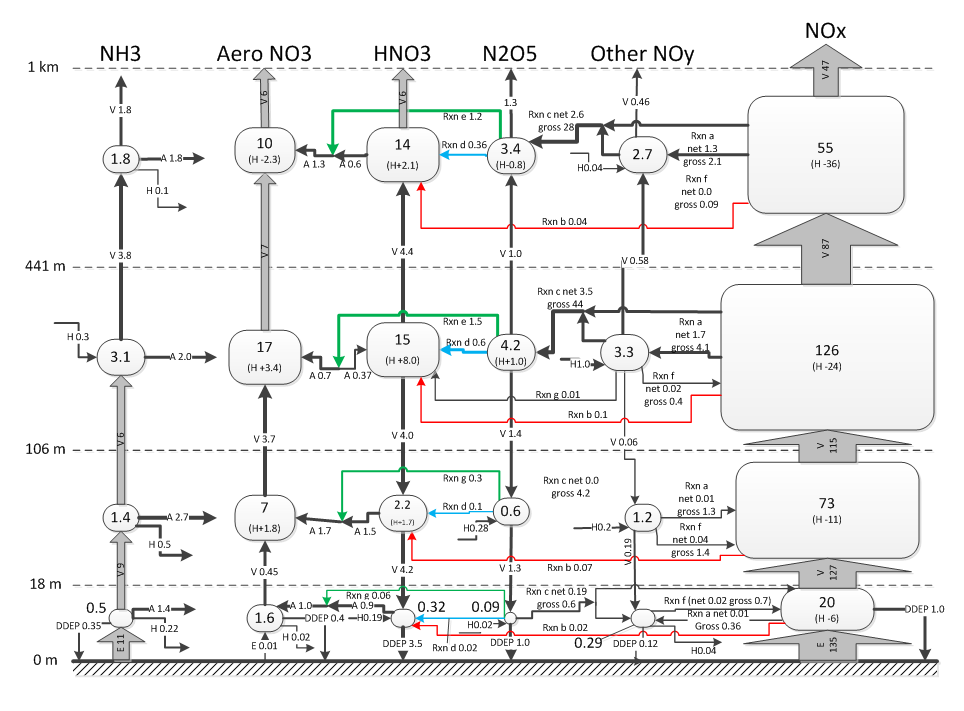 NH3
Aero NO3
HNO3
N2O5
Other NOy
NOx
1 km
V 1.8
V 6
V 6
1.3
V 0.46
V 47
Rxn e 1.2
Rxn c net 2.6
gross 28
Rxn a
net 1.3
gross 2.1
1.8
A 1.8
H 0.1
10
(H -2.3)
A 1.3
A 0.6
14
(H+2.1)
Rxn d 0.36
3.4
(H-0.8)
H0.04
2.7
Rxn f
net 0.0
gross 0.09
55
(H -36)
Rxn b 0.04
V 3.8
V 7
V 4.4
V 1.0
V 0.58
V 87
441 m
H 0.3
3.1
A 2.0
17
(H +3.4)
A 0.7
A 0.37
15
(H +8.0)
Rxn e 1.5
Rxn d 0.6
4.2
(H+1.0)
Rxn c net 3.5
gross 44
H1.0
3.3
Rxn a
net 1.7
gross 4.1
Rxn f
net 0.02
gross 0.4
126
(H -24)
Rxn g 0.01
Rxn b 0.1
V 6
V 3.7
V 4.0
V 1.4
V 0.06
V
115
106 m
1.4
A 2.7
H 0.5
7
(H+1.8)
A 1.7
A 1.5
2.2
(H+1.7)
Rxn g 0.3
Rxn d 0.1
0.6
H0.28
Rxn c net 0.0
gross 4.2
H0.2
1.2
Rxn a
net 0.01
gross 1.3
Rxn f
net 0.04
gross 1.4
73
(H -11)
Rxn b 0.07
V 9
V 0.45
V 4.2
V 1.3
V 0.19
V
127
18 m
0.5
DDEP 0.35
A 1.4
H 0.22
1.6
H 0.02
A 1.0
Rxn g 0.06
A 0.9
DDEP 0.4
H0.19
0.32
0.09
H0.02
Rxn c net 0.19
gross 0.6
Rxn b 0.02
Rxn d 0.02
Rxn f (net 0.02 gross 0.7)
Rxn a net 0.01
Gross 0.36
0.29
H0.04
20
(H -6)
DDEP 1.0
E 11
E 0.01
DDEP 3.5
DDEP 1.0
DDEP 0.12
E
135
0 m